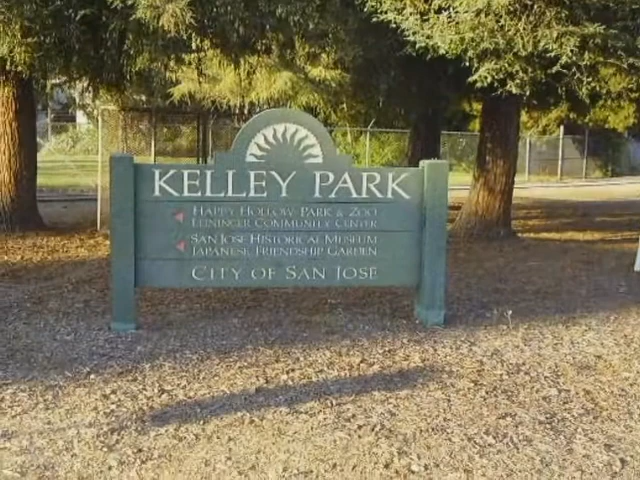 KELLEY PARK
HAPPY HOLLOW PARK & ZOO
LEININGER COMMUNITY CENTER
SAN JOSE HISTORICAL MUSEUM
JAPANESE FRIENDSHIP GARDEN
CITY OF SAN JOSE